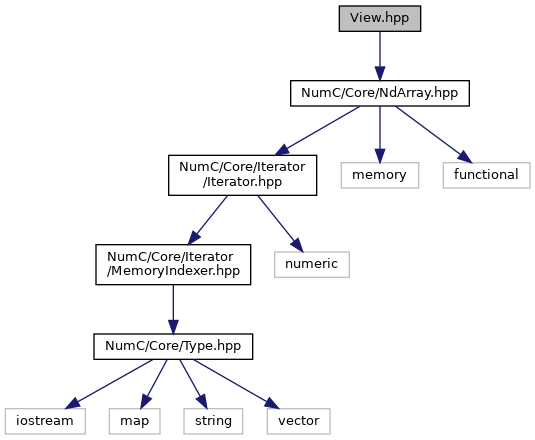 View.hpp
NumC/Core/NdArray.hpp
NumC/Core/Iterator
/Iterator.hpp
memory
functional
NumC/Core/Iterator
/MemoryIndexer.hpp
numeric
NumC/Core/Type.hpp
iostream
map
string
vector